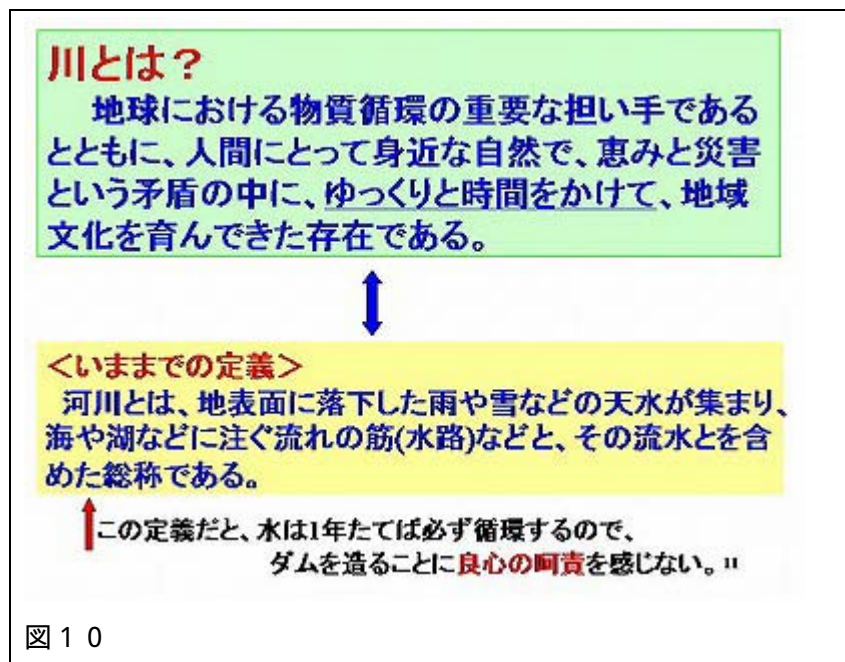 川とは？
地球における物質循環の重要な担い手である
とともに、人間にとって身近な自然で、恵みと災害
という矛盾の中に、ゆっくりと時間をかけて、地域
文化を育んできた存在である。
＜いままでの定義＞
河川とは、地表面に落下した雨や雪などの天水が集まり、
海や湖などに注ぐ流れの筋(水路)などと、その流水とを含
めた総称である。
この定義だと、水は1年たてば必ず循環するので、
ダムを造ることに良心の呵責を感じない。 11
図１０